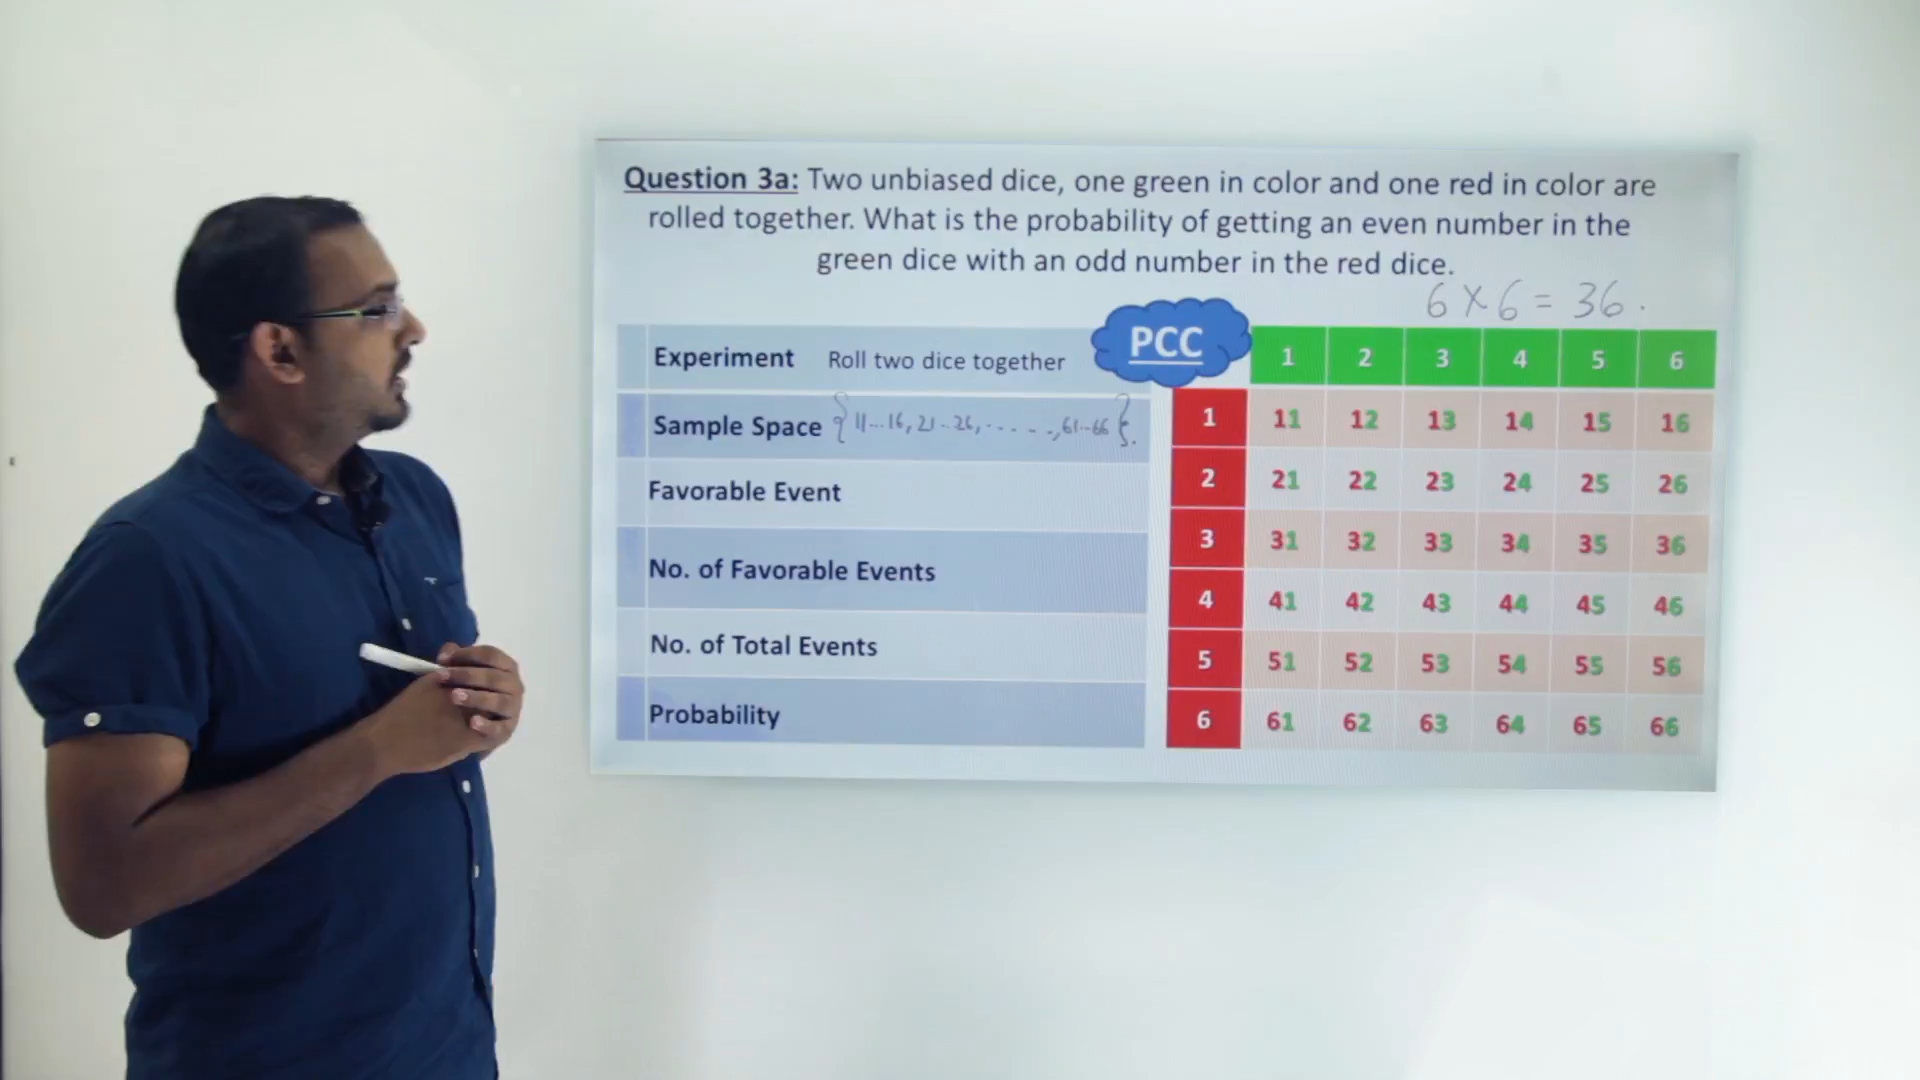 Question 3a: Two unbiased dice, one green in color and one red in color are
rolled together. What is the probability of getting an even number in the
green dice with an odd number in the red dice.
6 X 6 = 36.
PCC
Experiment Roll two dice together
Sample Space {11...16, 21..26, ......, 61..66}.
Favorable Event
No. of Favorable Events
No. of Total Events
Probability
1 2 3 4 5 6
1 11 12 13 14 15 16
2 21 22 23 24 25 26
3 31 32 33 34 35 36
4 41 42 43 44 45 46
5 51 52 53 54 55 56
6 61 62 63 64 65 66